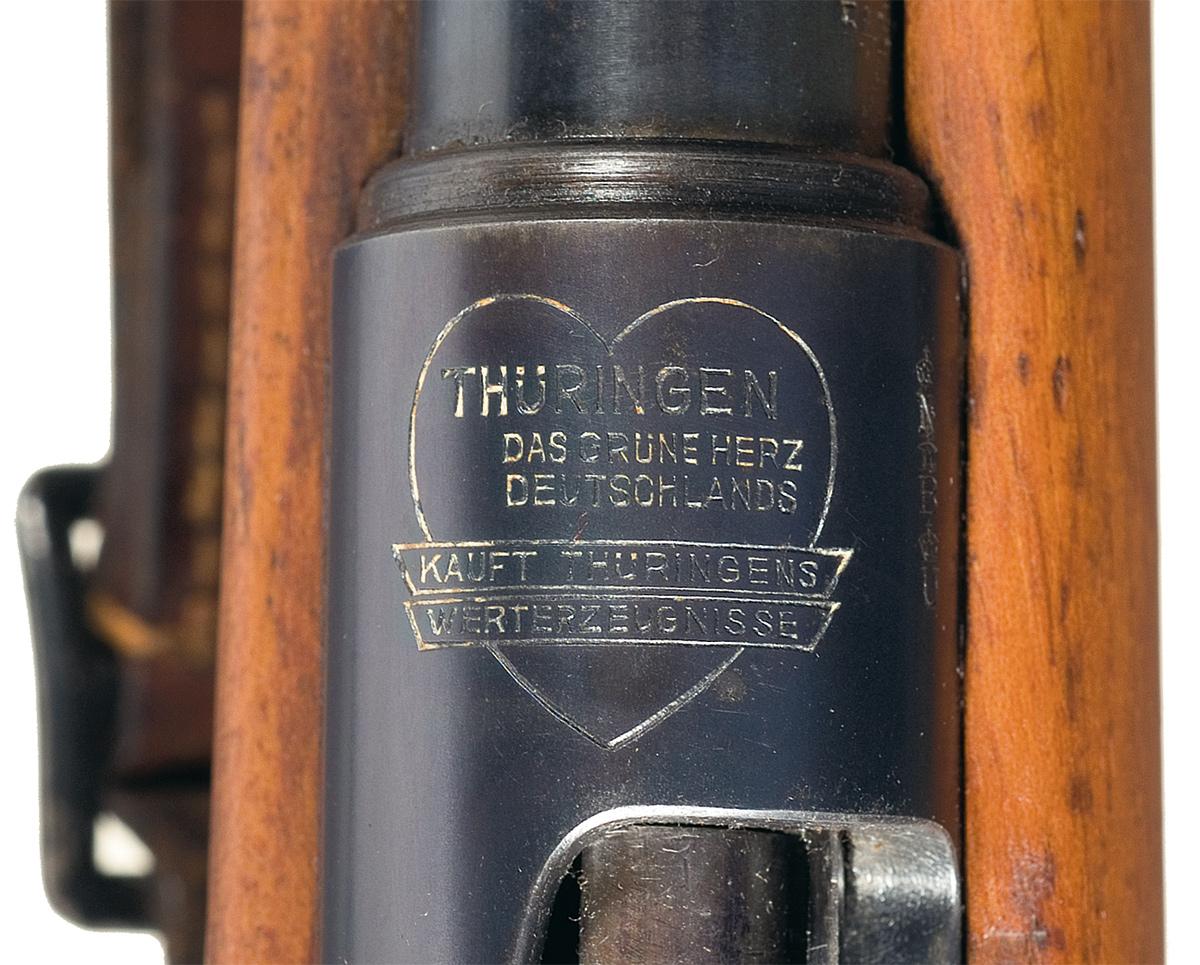 THÜRINGEN
DAS GRÜNE HERZ
DEUTSCHLANDS
KAUFT THÜRINGENS
WERTERZEUGNISSE